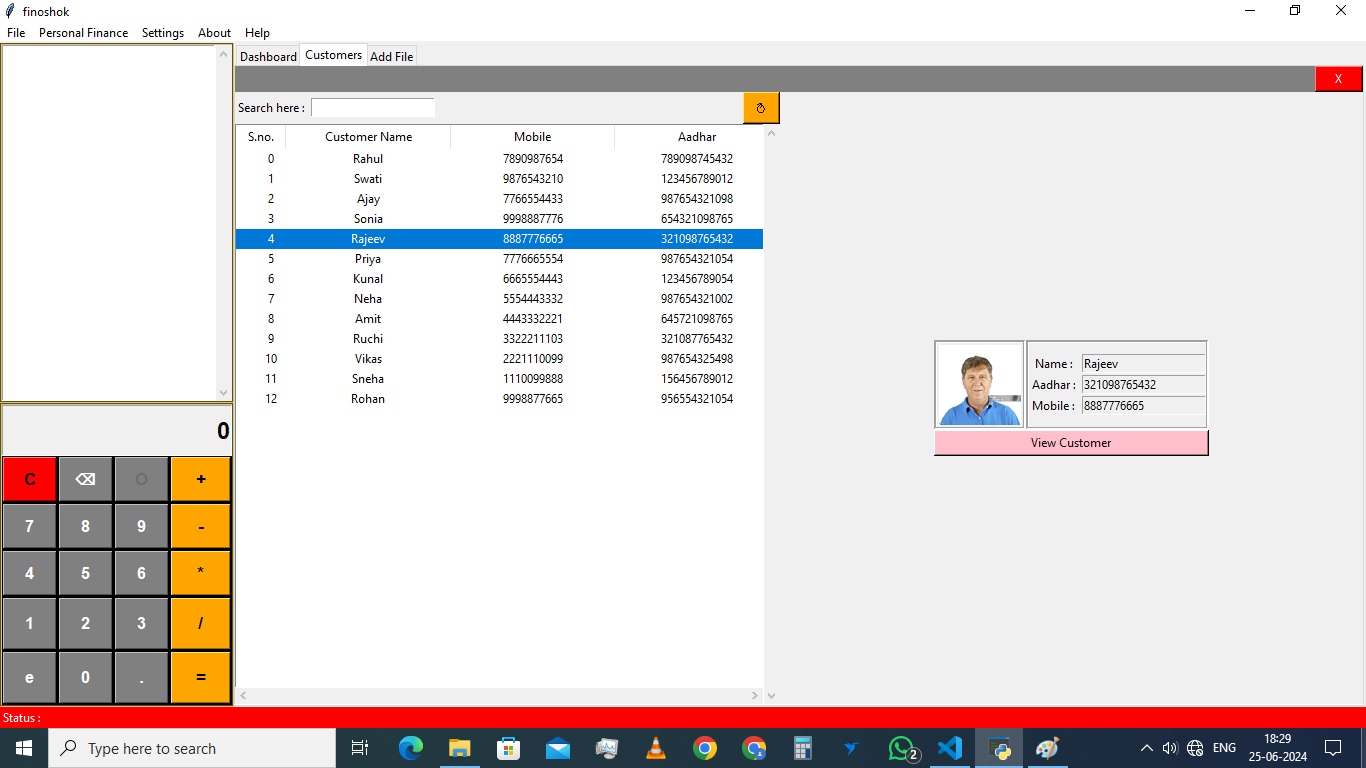 finoshok
File Personal Finance Settings About Help
Dashboard Customers Add File
X
Search here :
S.no. Customer Name Mobile Aadhar
0 Rahul 7890987654 789098745432
1 Swati 9876543210 123456789012
2 Ajay 7766554433 987654321098
3 Sonia 9998887776 654321098765
4 Rajeev 8887776665 321098765432
5 Priya 7776665554 987654321054
6 Kunal 6665554443 123456789054
7 Neha 5554443332 987654321002
8 Amit 4443332221 645721098765
9 Ruchi 3322211103 321087765432
10 Vikas 2221110099 987654325498
11 Sneha 1110099888 156456789012
12 Rohan 9998877665 956554321054
Name : Rajeev
Aadhar : 321098765432
Mobile : 8887776665
View Customer
0
C ⌫ O +
7 8 9 -
4 5 6 *
1 2 3 /
e 0 . =
Status :
Type here to search
2
ENG
18:29
25-06-2024